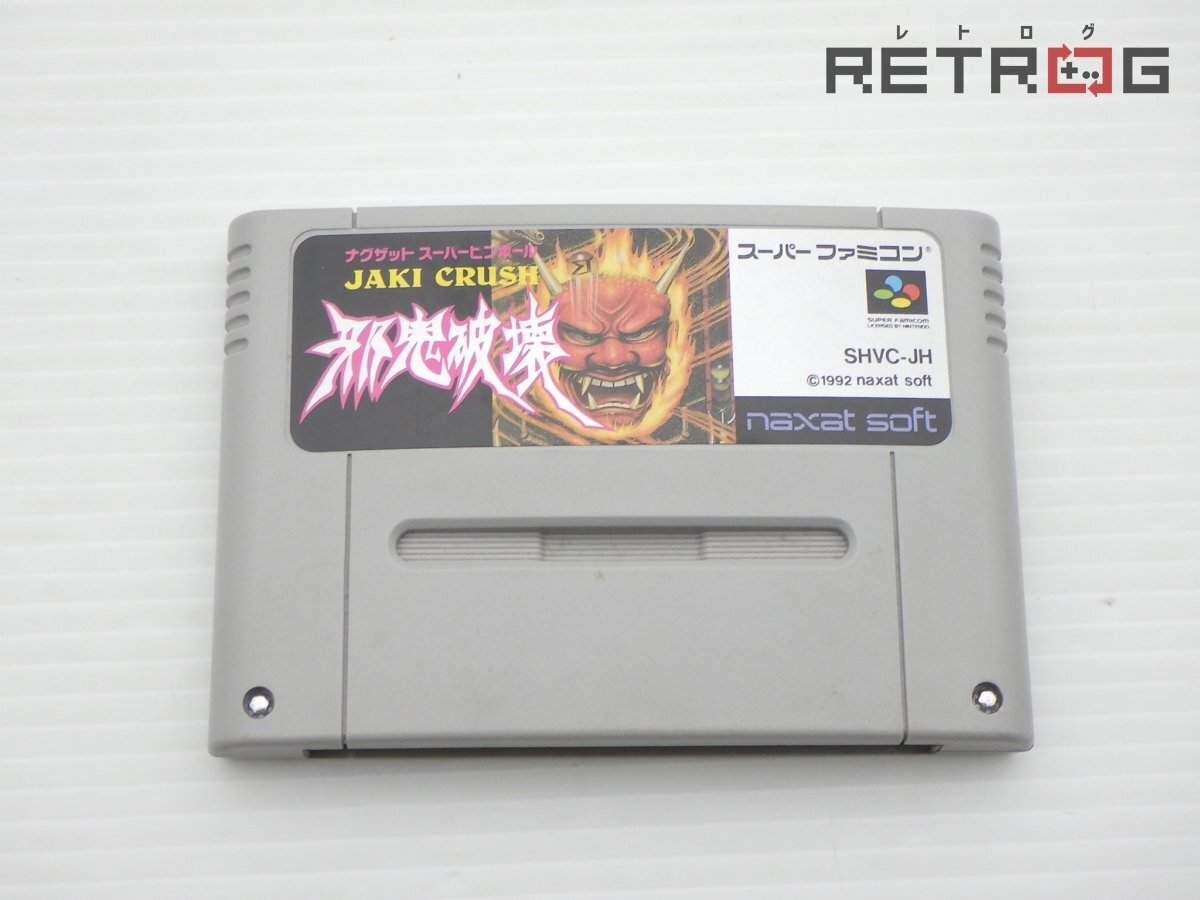 レトログ
RETROG
ナグザット スーパーピンボール
JAKI CRUSH
邪鬼破壊
スーパーファミコン®
SUPER FAMICOM
LICENSED BY NINTENDO
SHVC-JH
©1992 naxat soft
naxat soft